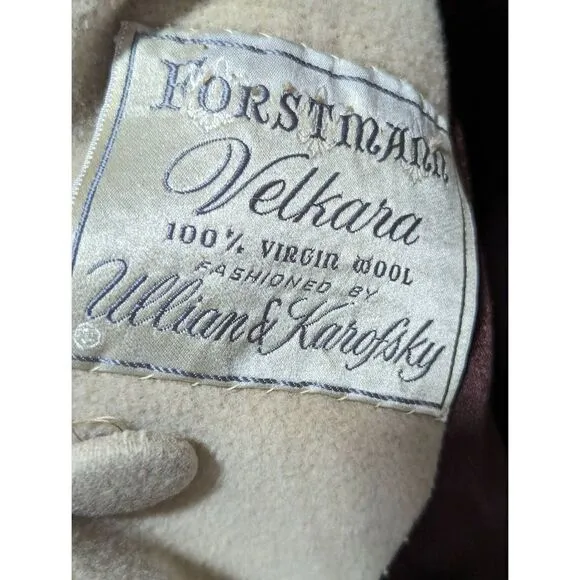 FORSTMANN
Velkara
100% VIRGIN WOOL
FASHIONED BY
Ullian & Karofsky
®